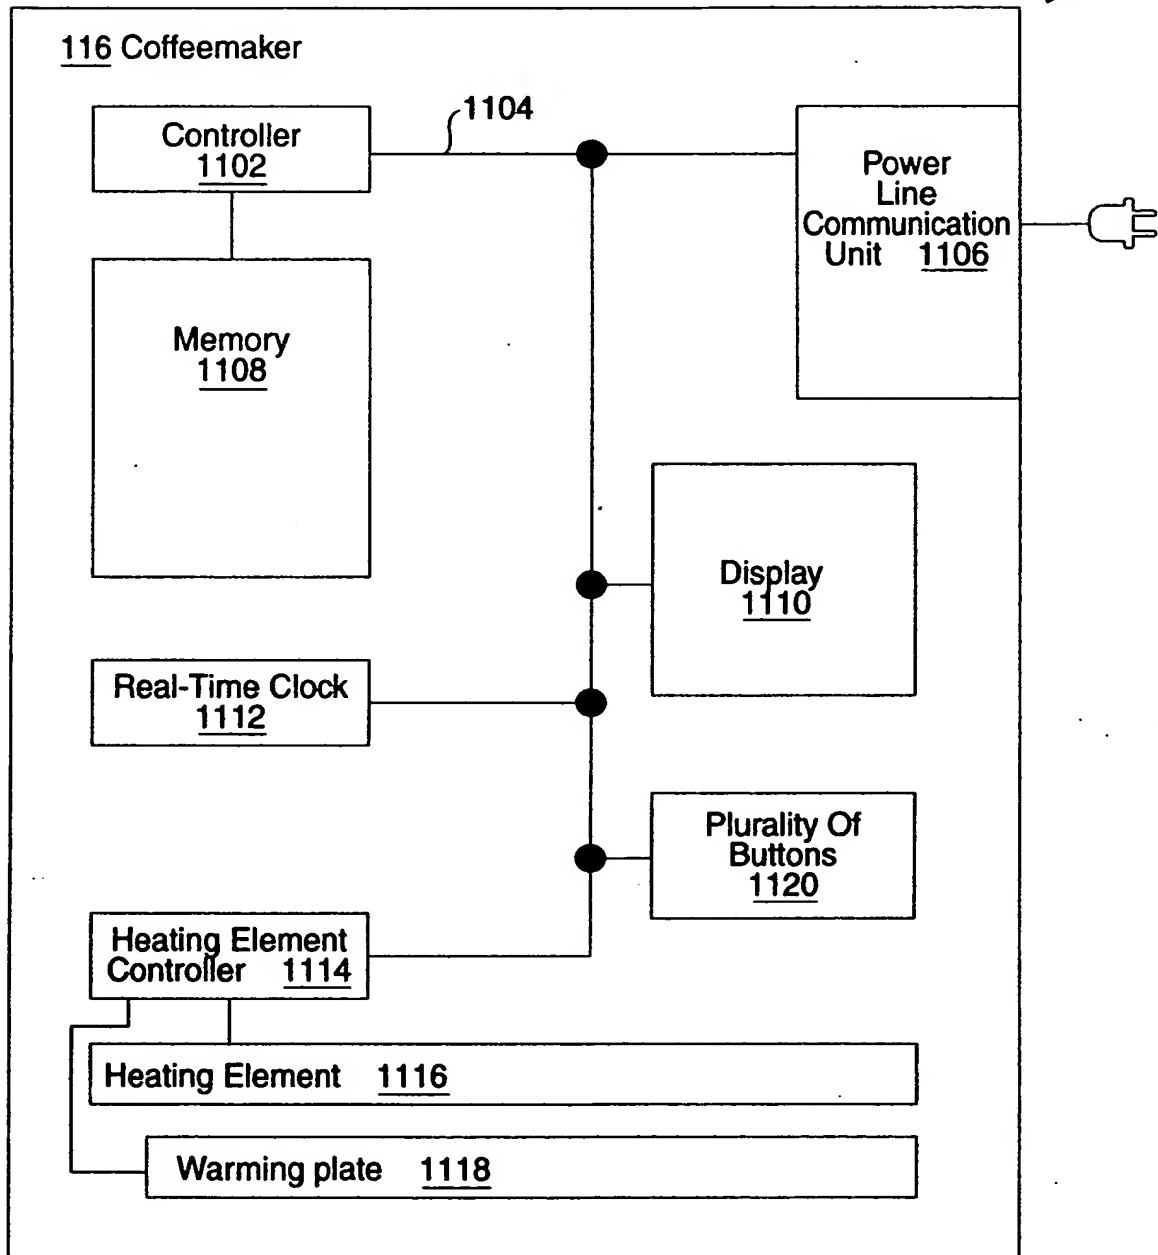 116 Coffeemaker
1104
Controller
1102
Power
Line
Communication
Unit 1106
Memory
1108
Display
1110
Real-Time Clock
1112
Plurality Of
Buttons
1120
Heating Element
Controller 1114
Heating Element 1116
Warming plate 1118